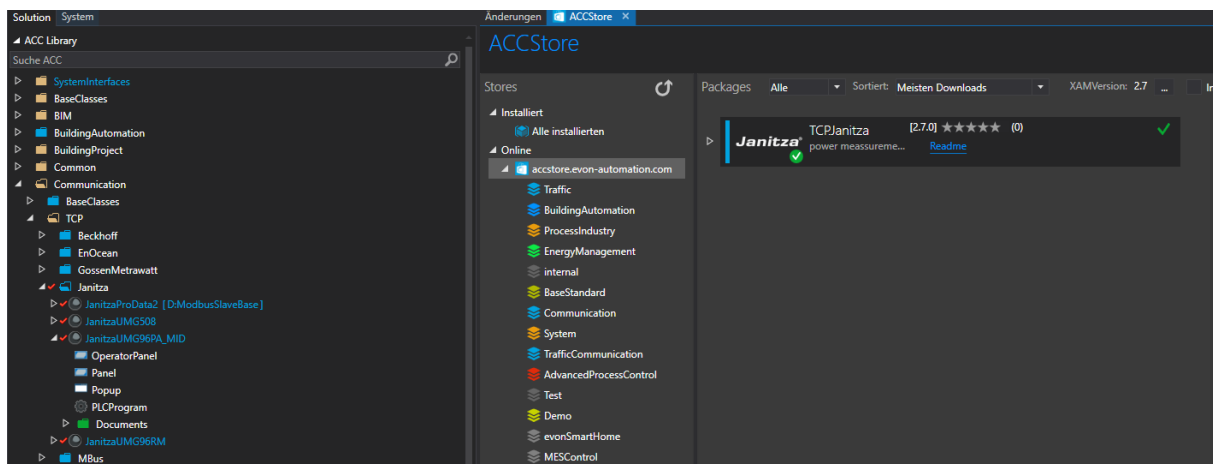 Solution System
ACC Library
Suche ACC
SystemInterfaces
BaseClasses
BIM
BuildingAutomation
BuildingProject
Common
Communication
BaseClasses
TCP
Beckhoff
EnOcean
GossenMetrawatt
Janitza
JanitzaProData2 [D:ModbusSlaveBase]
JanitzaUMG508
JanitzaUMG96PA_MID
OperatorPanel
Panel
Popup
PLCProgram
Documents
JanitzaUMG96RM
MBus
Änderungen ACCStore ×
ACCStore
Stores
Installiert
Alle installierten
Online
accstore.evon-automation.com
Traffic
BuildingAutomation
ProcessIndustry
EnergyManagement
internal
BaseStandard
Communication
System
TrafficCommunication
AdvancedProcessControl
Test
Demo
evonSmartHome
MESControl
Packages Alle Sortiert: Meisten Downloads XAMVersion: 2.7 ...
Janitza® TCPJanitza [2.7.0] ★★★★★ (0)
power meassureme... Readme